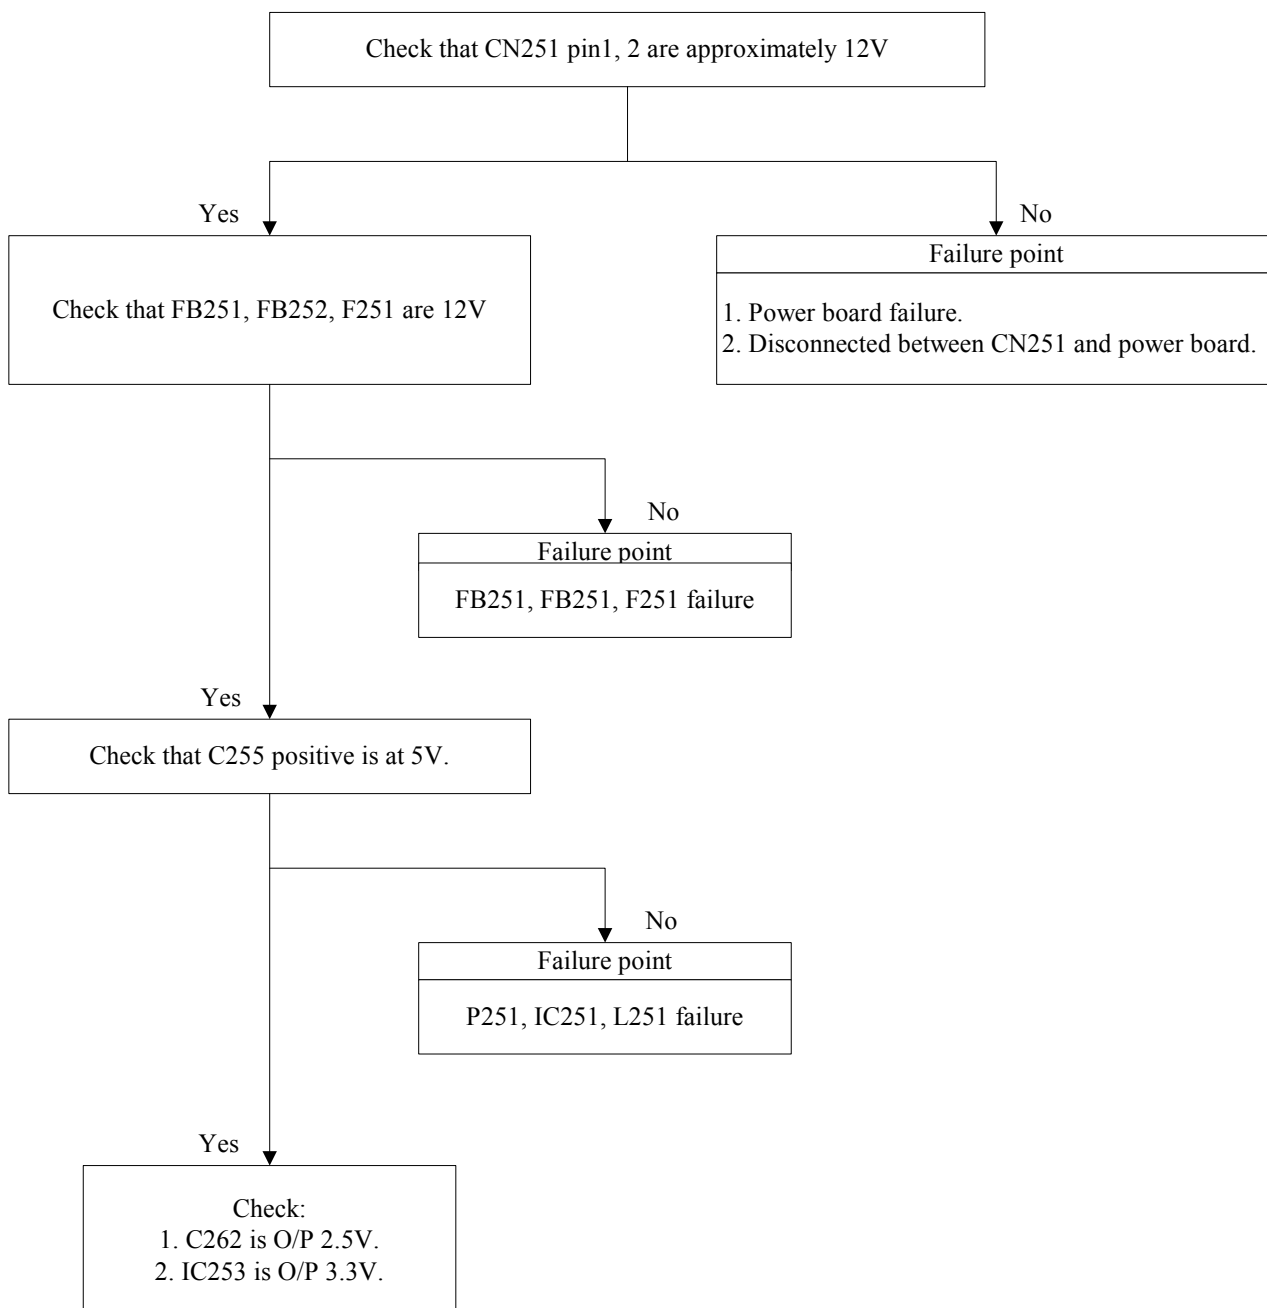 Check that CN251 pin1, 2 are approximately 12V
Yes
No
Check that FB251, FB252, F251 are 12V
Failure point
1. Power board failure.
2. Disconnected between CN251 and power board.
No
Failure point
FB251, FB251, F251 failure
Yes
Check that C255 positive is at 5V.
No
Failure point
P251, IC251, L251 failure
Yes
Check:
1. C262 is O/P 2.5V.
2. IC253 is O/P 3.3V.